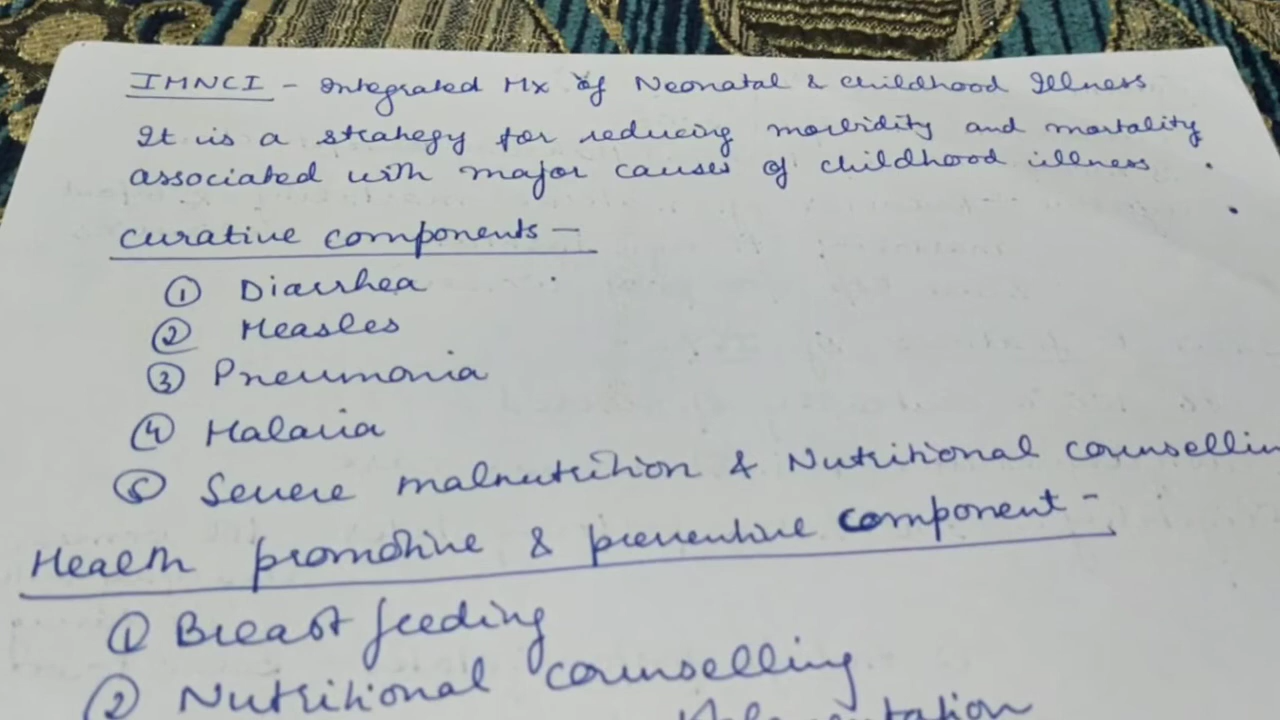 IMNCI - Integrated Mx of Neonatal & childhood Illness
It is a strategy for reducing morbidity and mortality
associated with major causes of childhood illness.
Curative components -
① Diarrhea
② Measles
③ Pneumonia
④ Malaria
⑤ Severe malnutrition & Nutritional counsellin
Health promotive & preventive component -
① Breast feeding
② Nutritional counselling